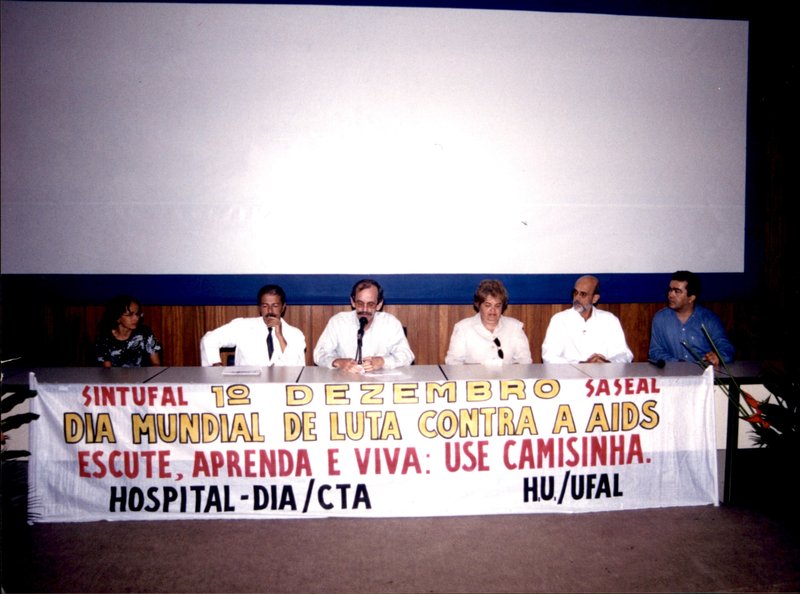 SINTUFAL 1º DEZEMBRO SASEAL
DIA MUNDIAL DE LUTA CONTRA A AIDS
ESCUTE, APRENDA E VIVA: USE CAMISINHA.
HOSPITAL-DIA/CTA H.U./UFAL